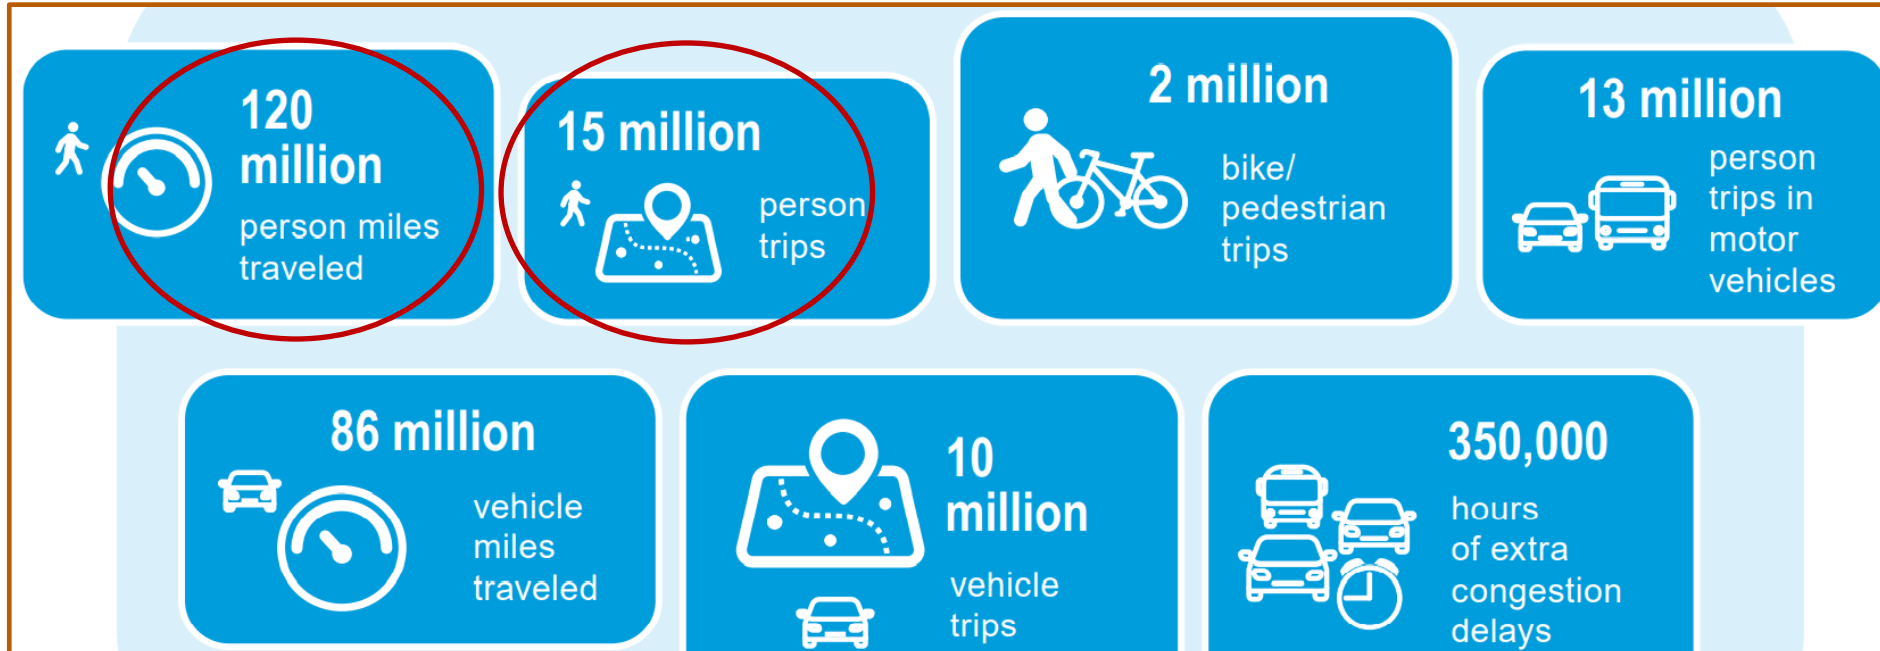 120
million
person miles
traveled
15 million
person
trips
2 million
bike/
pedestrian
trips
13 million
person
trips in
motor
vehicles
86 million
vehicle
miles
traveled
10
million
vehicle
trips
350,000
hours
of extra
congestion
delays